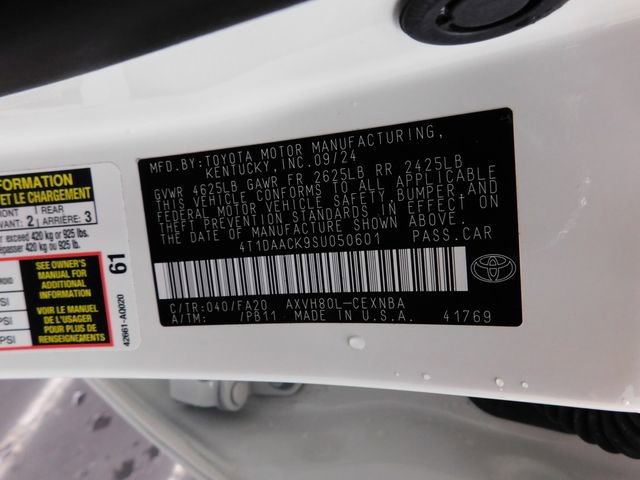 MFD.BY: TOYOTA MOTOR MANUFACTURING,
KENTUCKY, INC. 09/24
GVWR 4625LB GAWR FR 2625LB RR 2425LB
THIS VEHICLE CONFORMS TO ALL APPLICABLE
FEDERAL MOTOR VEHICLE SAFETY, BUMPER, AND
THEFT PREVENTION STANDARDS IN EFFECT ON
THE DATE OF MANUFACTURE SHOWN ABOVE.
4T1DAACK9SU050601 PASS.CAR
C/TR:040/FA20 AXVH80L-CEXNBA
A/TM: /PB11 MADE IN U.S.A. 41769
FORMATION
T LE CHARGEMENT
FRONT 2 REAR 3
AVANT: ARRIÈRE:
exceed 420 kg or 925 lbs.
dépasser 420 kg ou 925 lb.
SEE OWNER'S
MANUAL FOR
ADDITIONAL
INFORMATION
VOIR LE MANUEL
DE L'USAGER
POUR PLUS DE
RENSEIGNEMENTS
PSI
PSI
PSI
61
42661-AQ020